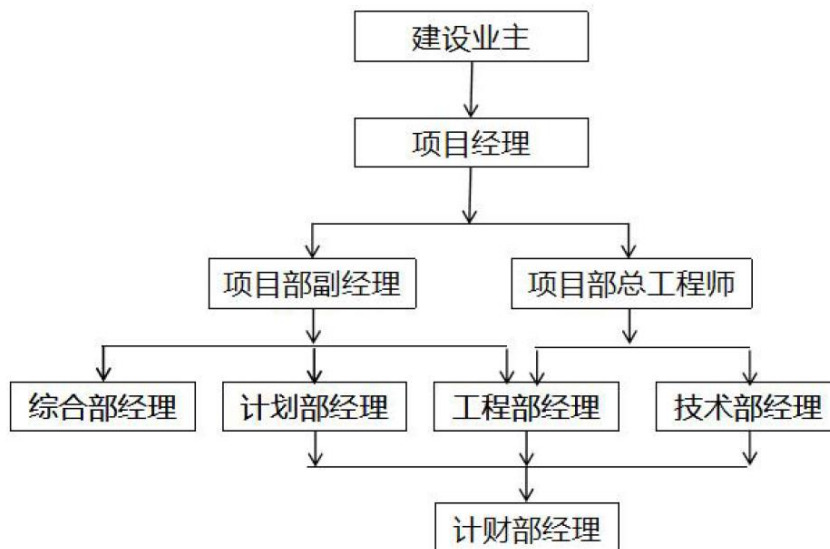 建设业主
项目经理
项目部副经理
项目部总工程师
综合部经理
计划部经理
工程部经理
技术部经理
计财部经理